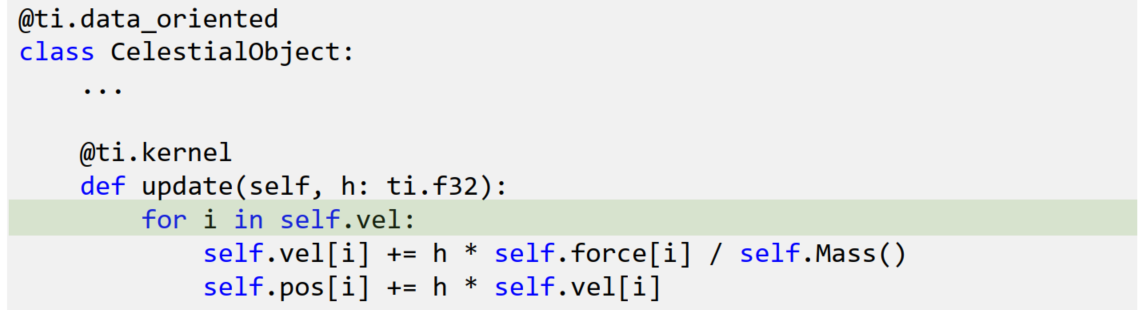 @ti.data_oriented
class CelestialObject:
    ...

    @ti.kernel
    def update(self, h: ti.f32):
        for i in self.vel:
            self.vel[i] += h * self.force[i] / self.Mass()
            self.pos[i] += h * self.vel[i]